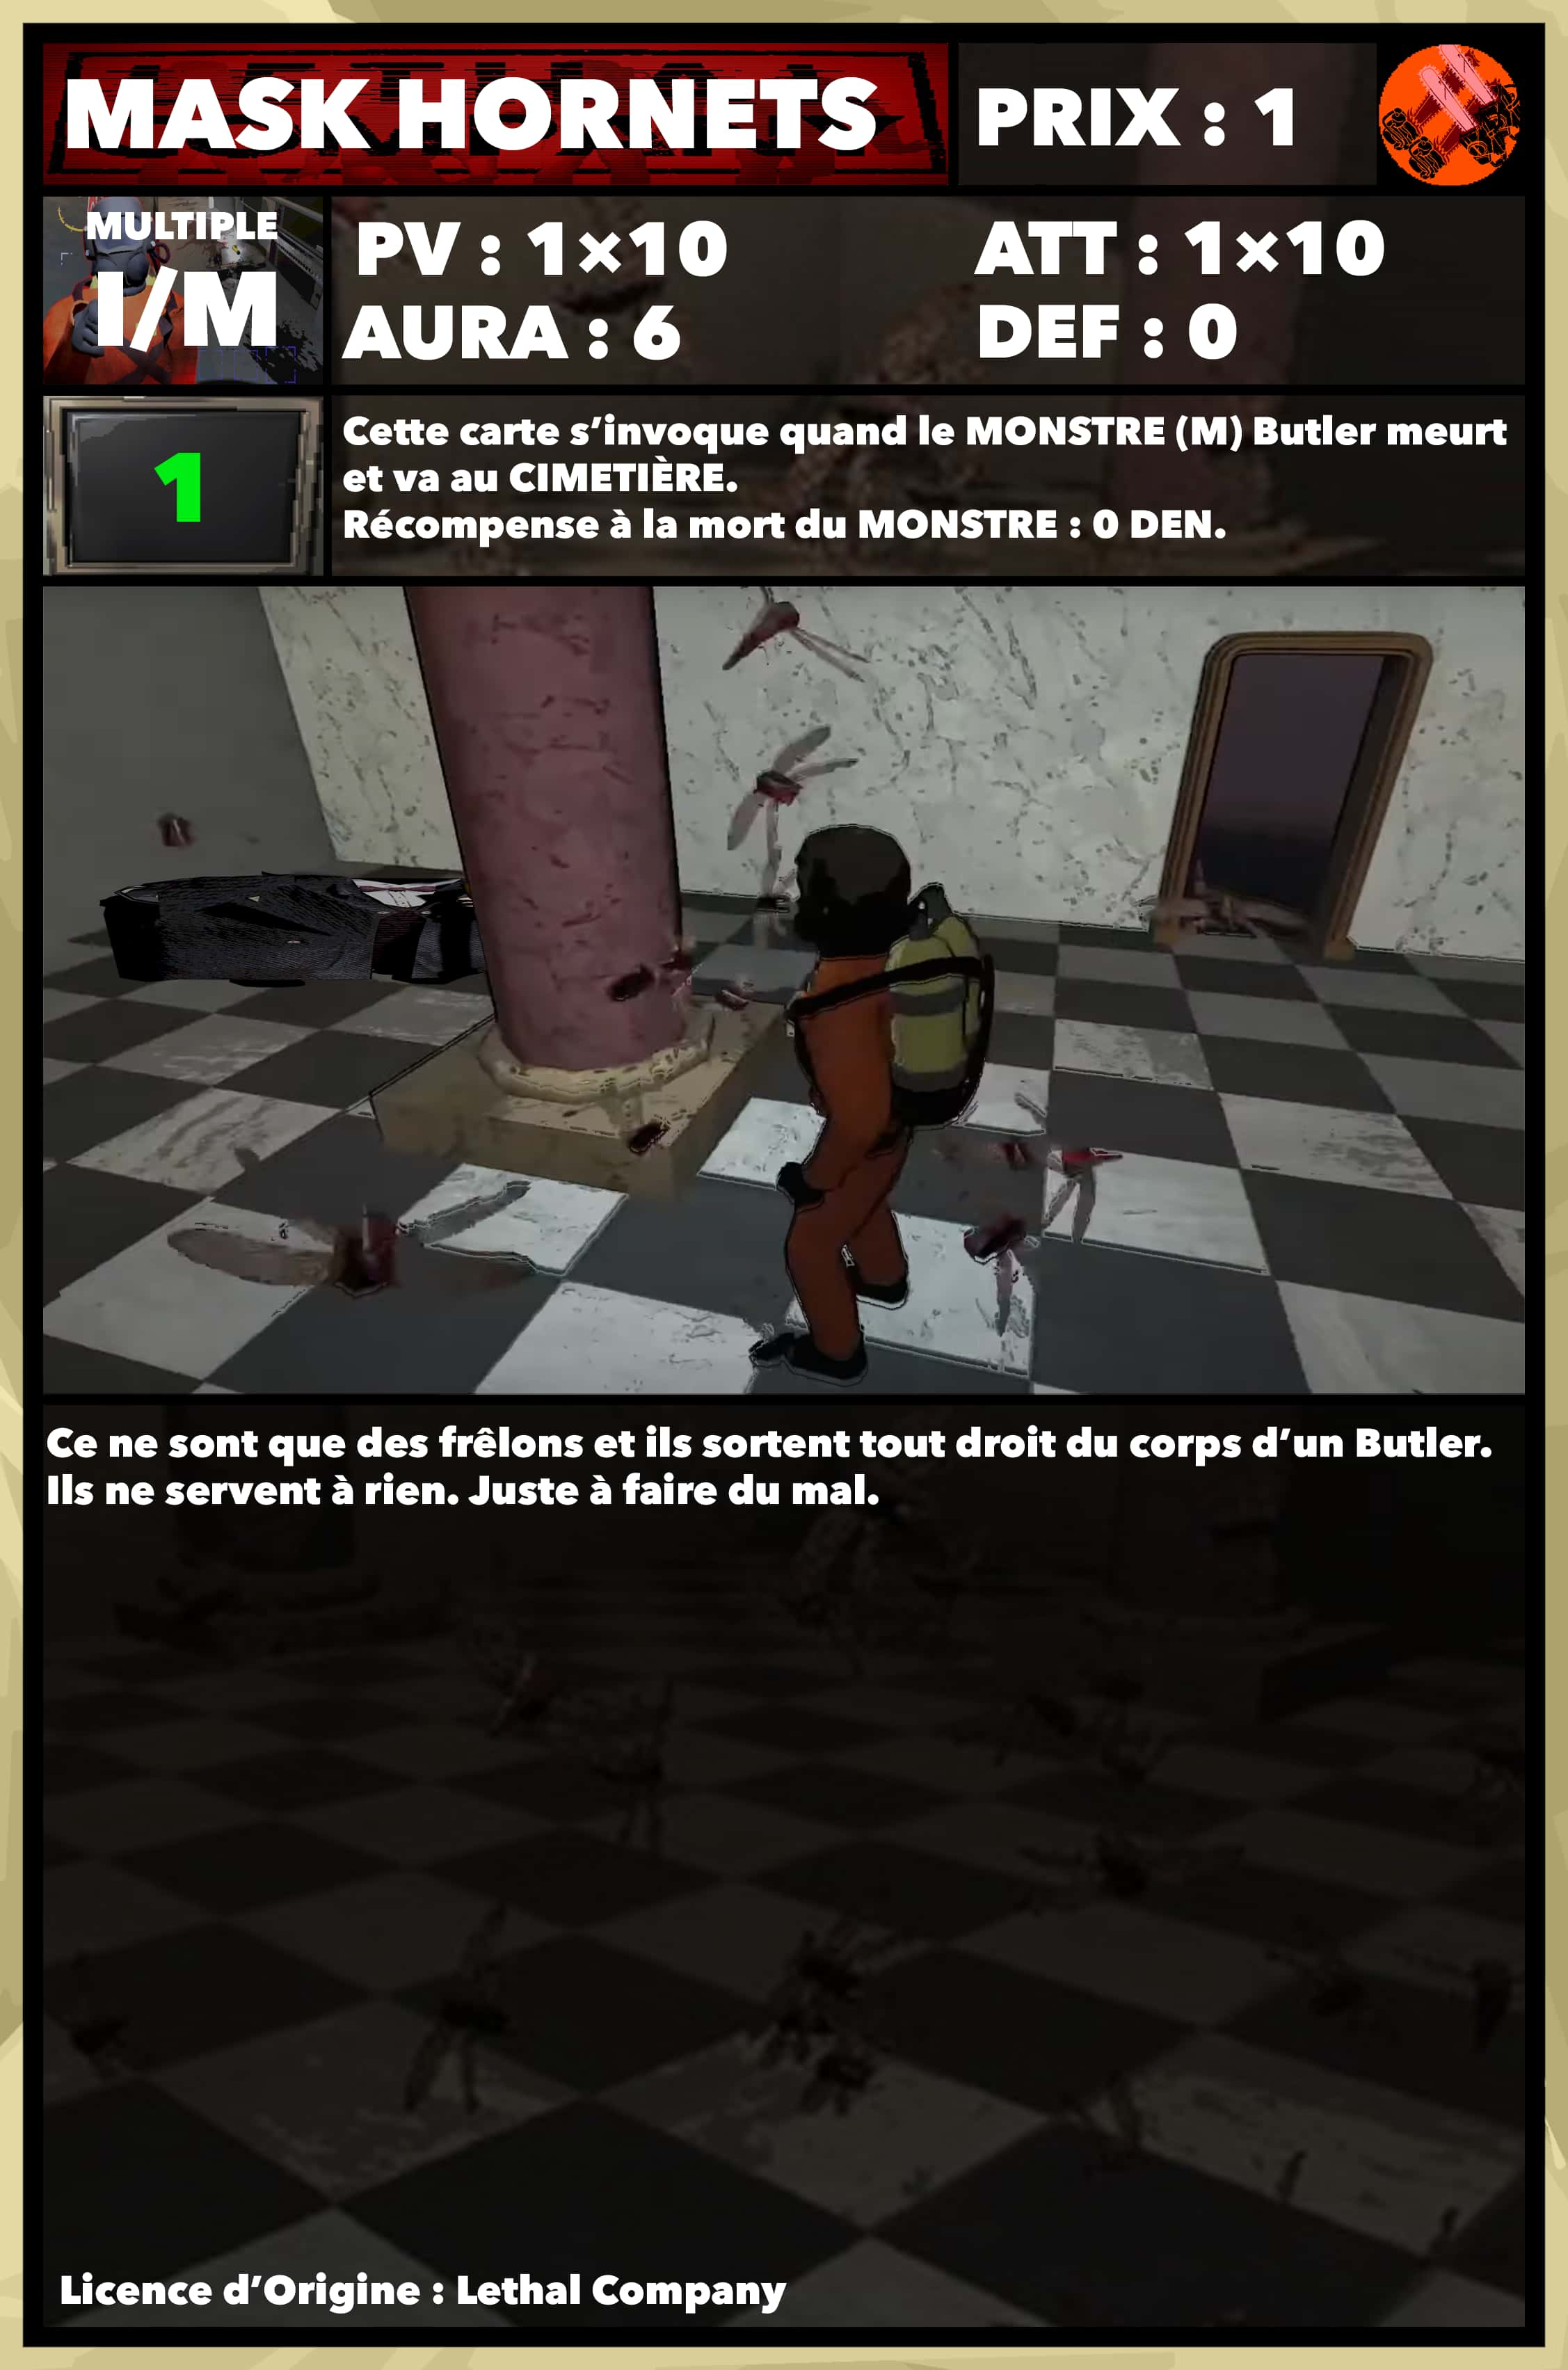 MASK HORNETS
PRIX : 1
MULTIPLE
I/M
PV : 1×10
ATT : 1×10
AURA : 6
DEF : 0
1
Cette carte s’invoque quand le MONSTRE (M) Butler meurt
et va au CIMETIÈRE.
Récompense à la mort du MONSTRE : 0 DEN.
Ce ne sont que des frêlons et ils sortent tout droit du corps d’un Butler.
Ils ne servent à rien. Juste à faire du mal.
Licence d’Origine : Lethal Company